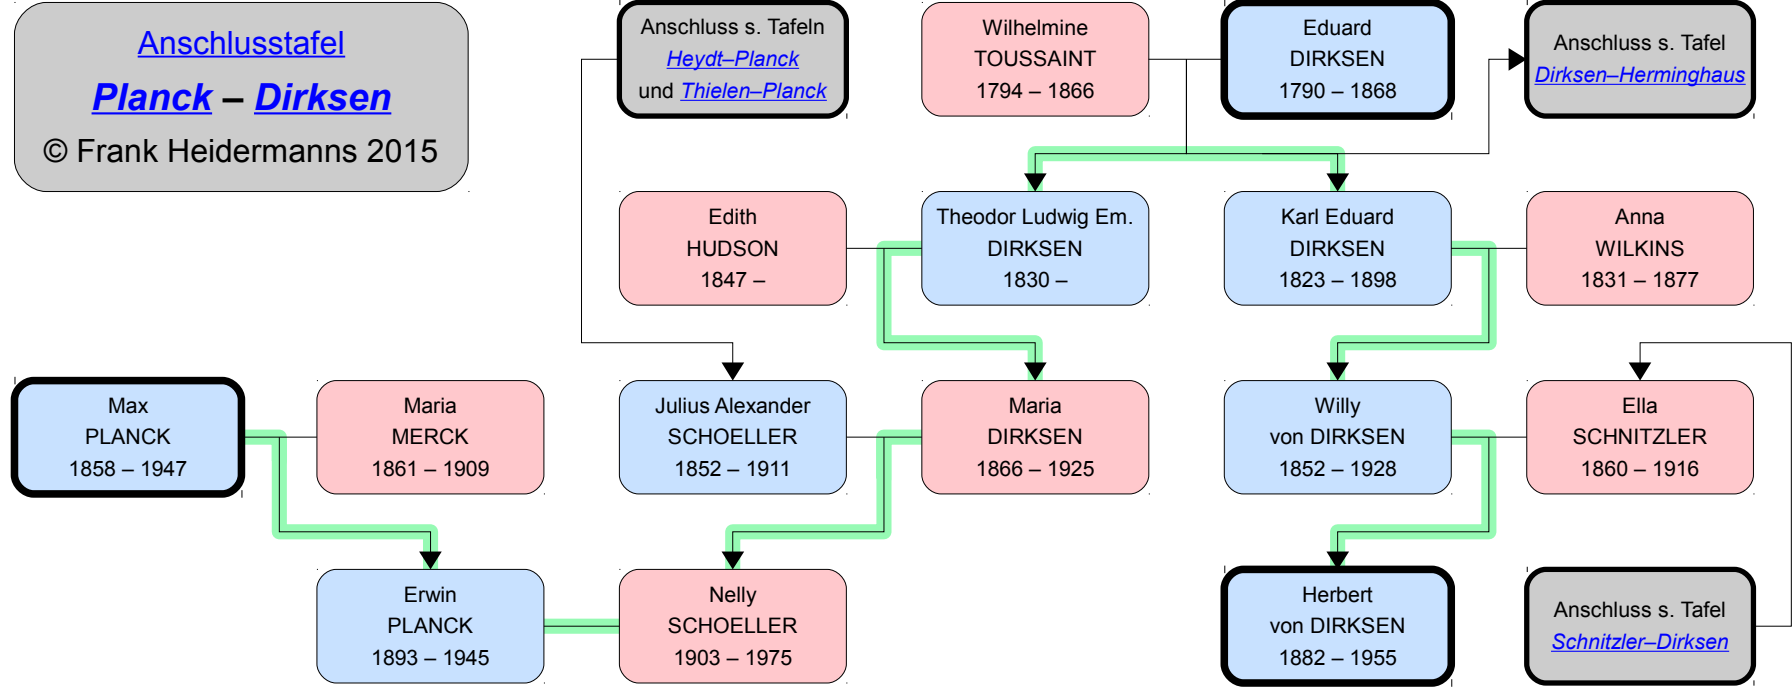 Anschlusstafel
Planck – Dirksen
© Frank Heidermanns 2015
Anschluss s. Tafeln
Heydt–Planck
und Thielen–Planck
Wilhelmine
TOUSSAINT
1794 – 1866
Eduard
DIRKSEN
1790 – 1868
Anschluss s. Tafel
Dirksen–Herminghaus
Edith
HUDSON
1847 –
Theodor Ludwig Em.
DIRKSEN
1830 –
Karl Eduard
DIRKSEN
1823 – 1898
Anna
WILKINS
1831 – 1877
Max
PLANCK
1858 – 1947
Maria
MERCK
1861 – 1909
Julius Alexander
SCHOELLER
1852 – 1911
Maria
DIRKSEN
1866 – 1925
Willy
von DIRKSEN
1852 – 1928
Ella
SCHNITZLER
1860 – 1916
Erwin
PLANCK
1893 – 1945
Nelly
SCHOELLER
1903 – 1975
Herbert
von DIRKSEN
1882 – 1955
Anschluss s. Tafel
Schnitzler–Dirksen